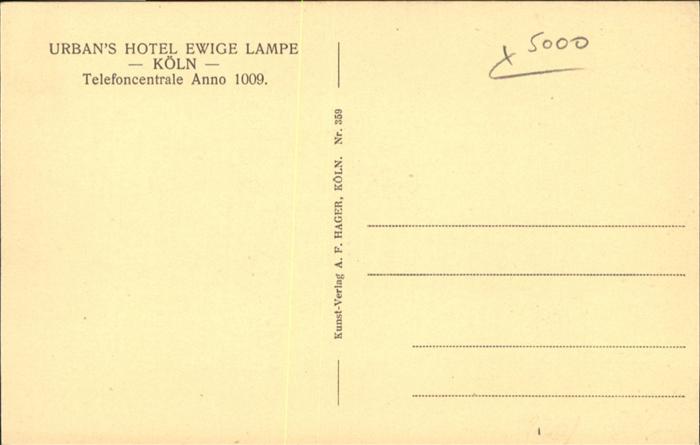 URBAN'S HOTEL EWIGE LAMPE
— KÖLN —
Telefoncentrale Anno 1009.
Kunst-Verlag A. F. HAGER, KÖLN. Nr. 359
x 5000